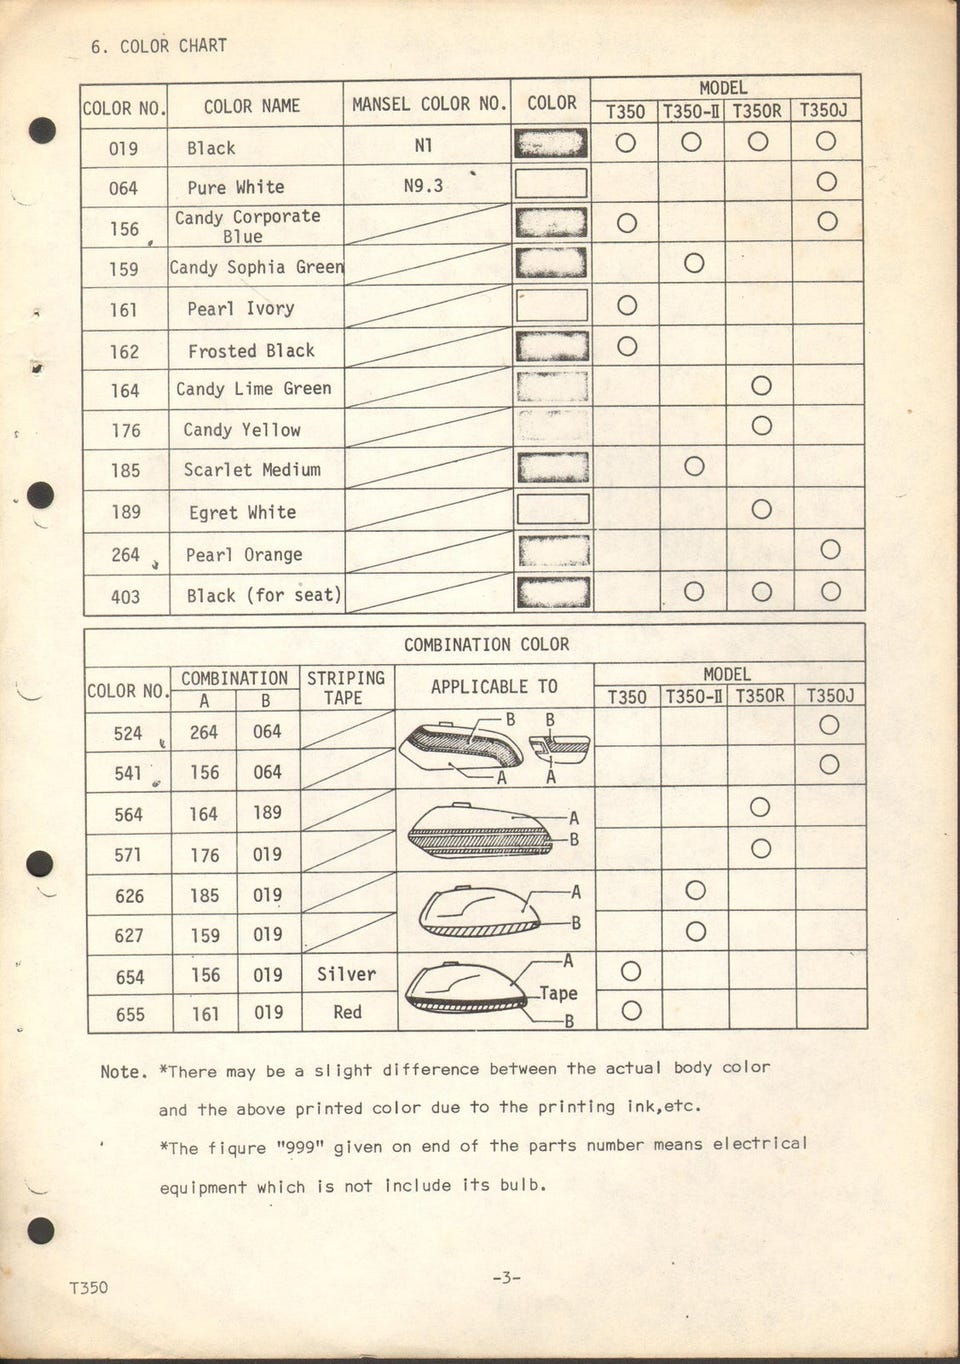 6. COLOR CHART
COLOR NO. COLOR NAME MANSEL COLOR NO. COLOR MODEL
T350 T350-II T350R T350J
019 Black N1 ○ ○ ○ ○
064 Pure White N9.3 ○
156 Candy Corporate Blue ○ ○
159 Candy Sophia Green ○
161 Pearl Ivory ○
162 Frosted Black ○
164 Candy Lime Green ○
176 Candy Yellow ○
185 Scarlet Medium ○
189 Egret White ○
264 Pearl Orange ○
403 Black (for seat) ○ ○ ○
COMBINATION COLOR
COLOR NO. COMBINATION STRIPING TAPE APPLICABLE TO MODEL
A B T350 T350-II T350R T350J
524 264 064 B B ○
541 156 064 A A ○
564 164 189 A ○
571 176 019 B ○
626 185 019 A ○
627 159 019 B ○
654 156 019 Silver A ○
Tape
655 161 019 Red B ○
Note. *There may be a slight difference between the actual body color
and the above printed color due to the printing ink,etc.
*The fiqure "999" given on end of the parts number means electrical
equipment which is not include its bulb.
-3-
T350